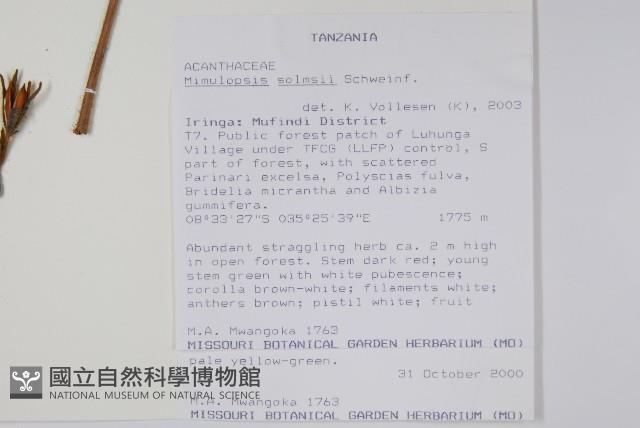 TANZANIA
ACANTHACEAE
Mimulopsis solmsii Schweinf.
det. K. Vollesen (K), 2003
Iringa: Mufindi District
T7. Public forest patch of Luhunga
Village under TFCG (LLFP) control, S
part of forest, with scattered
Parinari excelsa, Polyscias fulva,
Bridelia micrantha and Albizia
gummifera.
08º33'27"S 035º25'39"E 1775 m
Abundant straggling herb ca. 2 m high
in open forest. Stem dark red; young
stem green with white pubescence;
corolla brown-white; filaments white;
anthers brown; pistil white; fruit
M.A. Mwangoka 1763
MISSOURI BOTANICAL GARDEN HERBARIUM (MO)
pale yellow-green.
31 October 2000
M.A. Mwangoka 1763
MISSOURI BOTANICAL GARDEN HERBARIUM (MO)
國立自然科學博物館
NATIONAL MUSEUM OF NATURAL SCIENCE